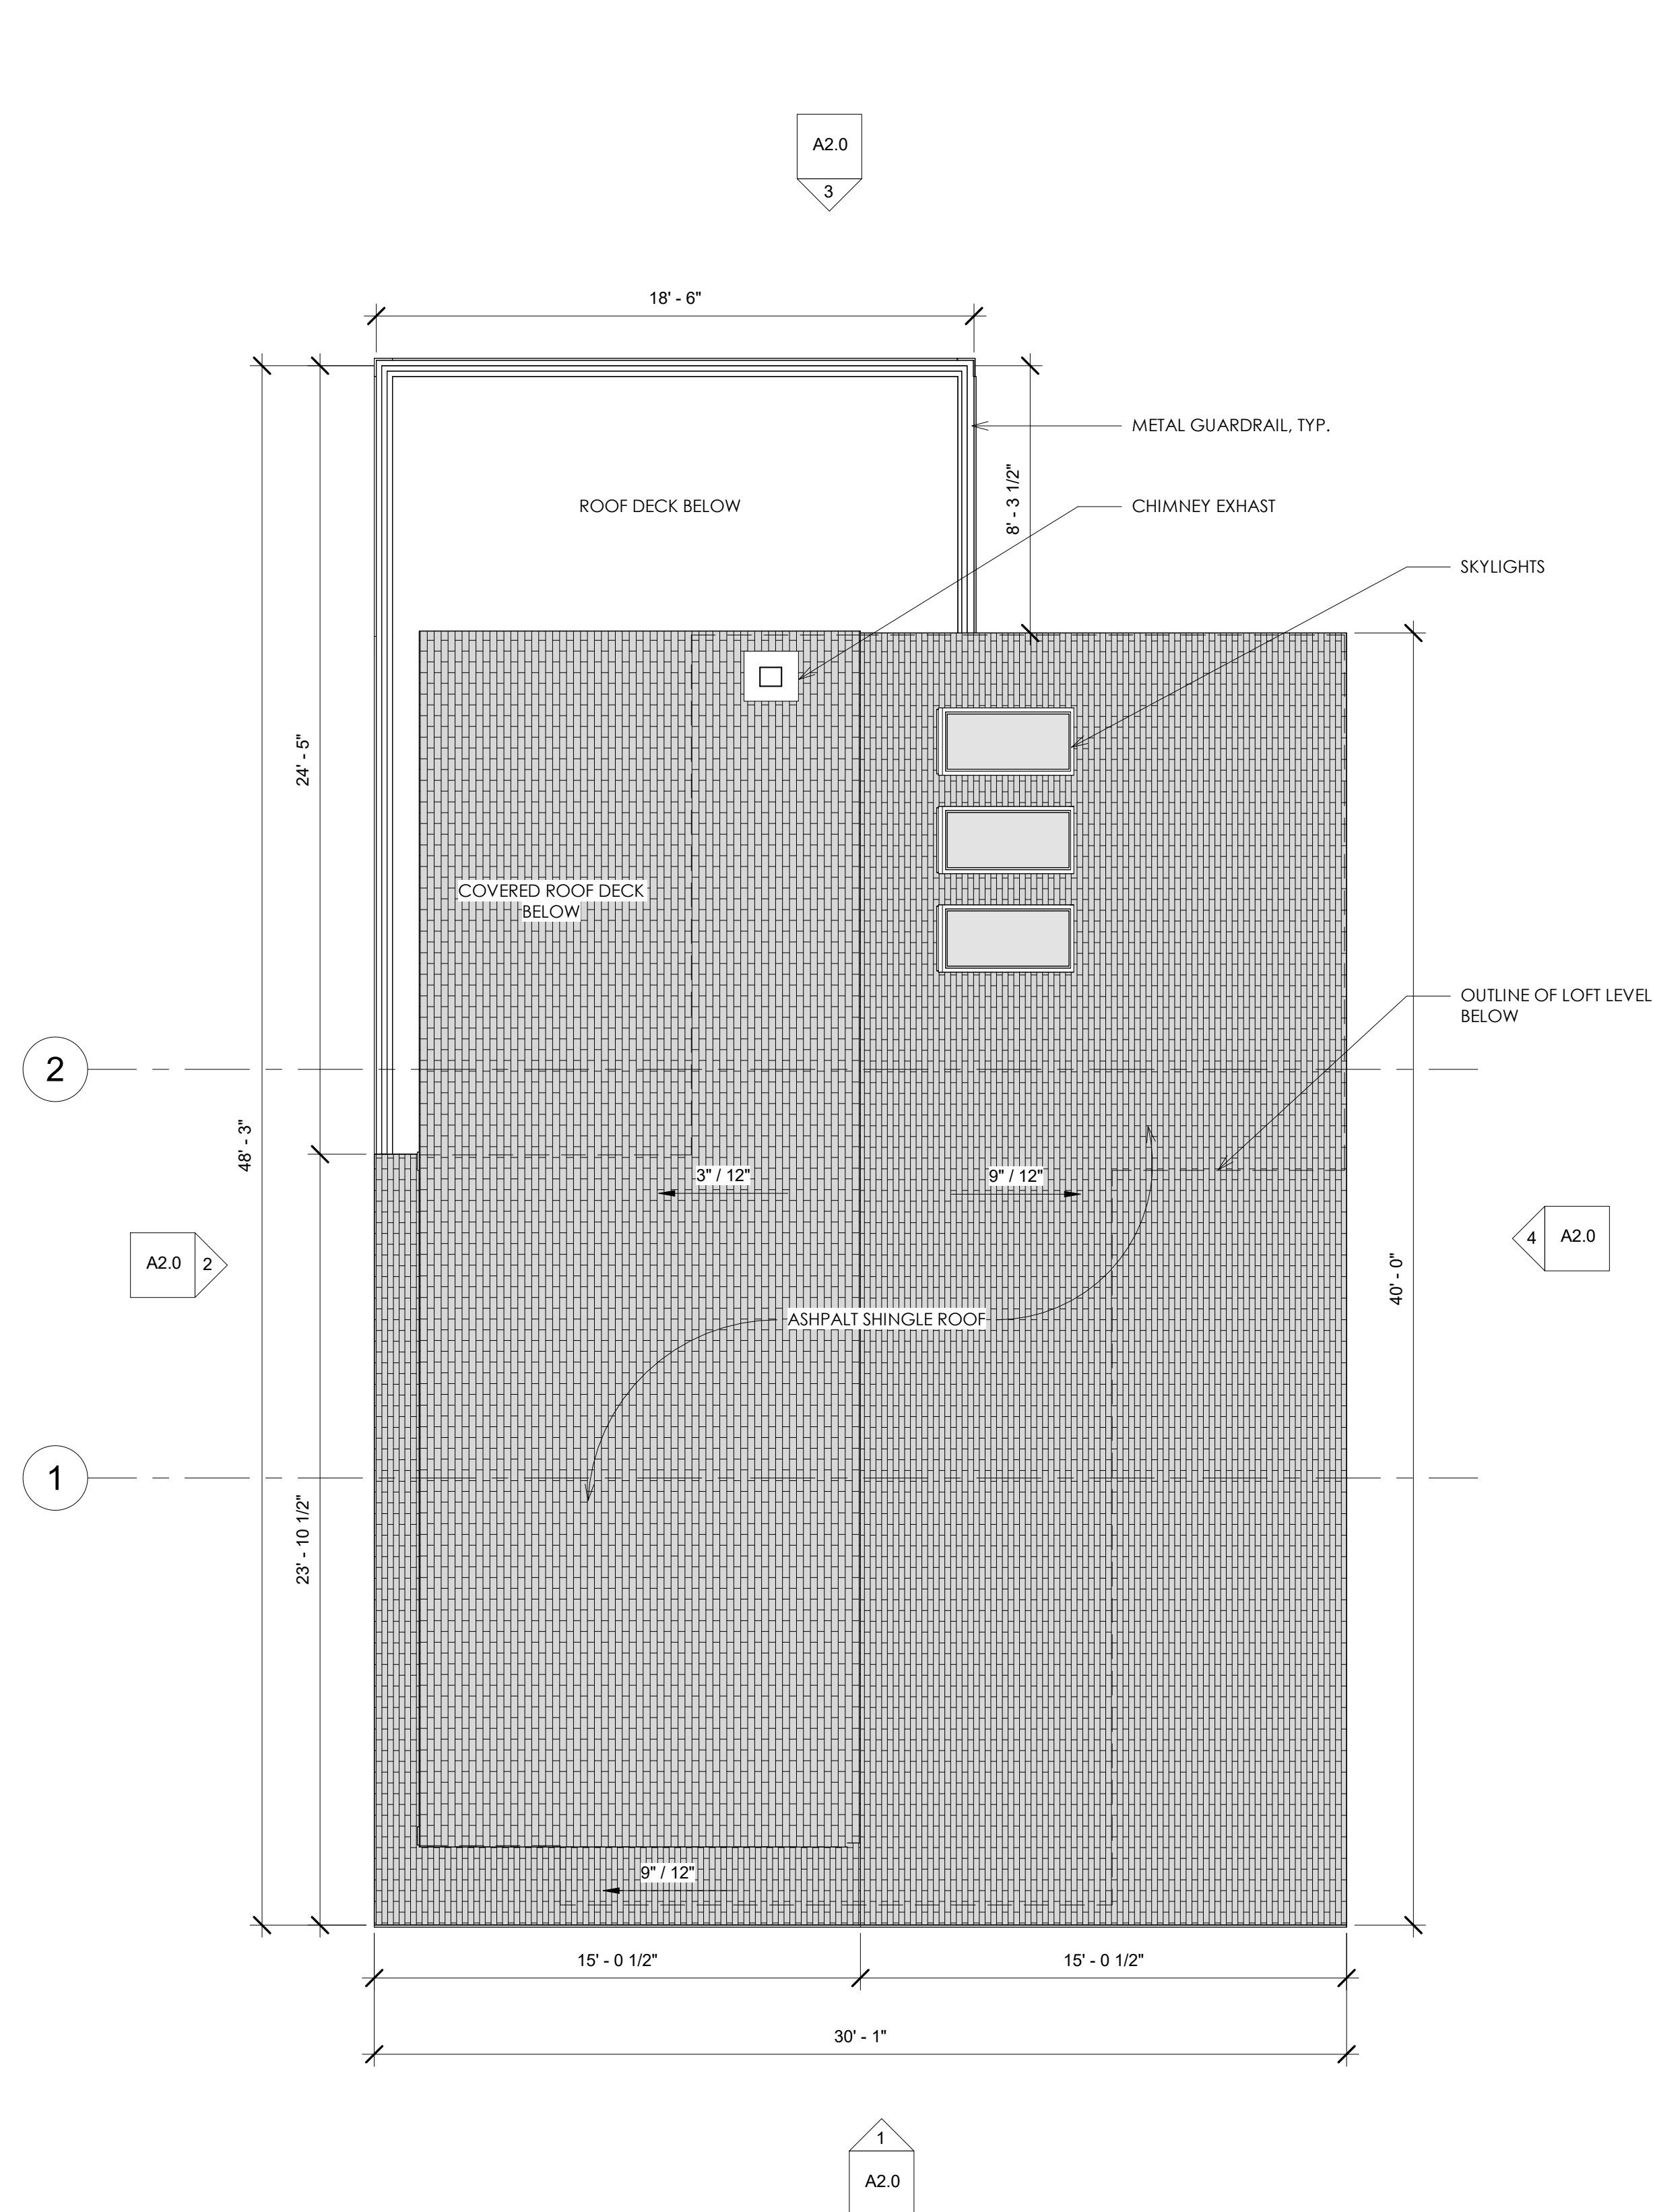 A2.0
3
18' - 6"
METAL GUARDRAIL, TYP.
ROOF DECK BELOW
8' - 3 1/2"
CHIMNEY EXHAST
SKYLIGHTS
24' - 5"
COVERED ROOF DECK
BELOW
OUTLINE OF LOFT LEVEL
BELOW
2
48' - 3"
3" / 12"
9" / 12"
A2.0
2
4
A2.0
40' - 0"
ASHPALT SHINGLE ROOF
1
23' - 10 1/2"
9" / 12"
15' - 0 1/2"
15' - 0 1/2"
30' - 1"
1
A2.0